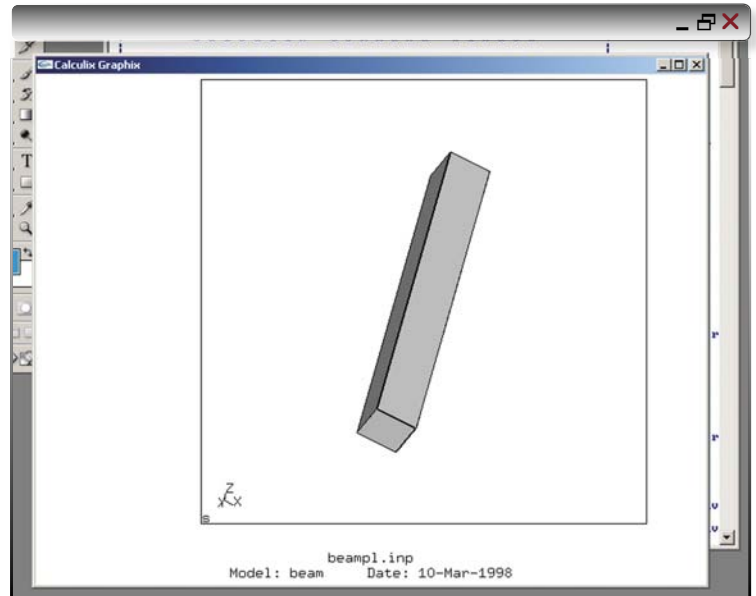 Calculix Graphix
T
r
r
Z
Y X
s
beampl.inp
Model: beam Date: 10-Mar-1998
v
v